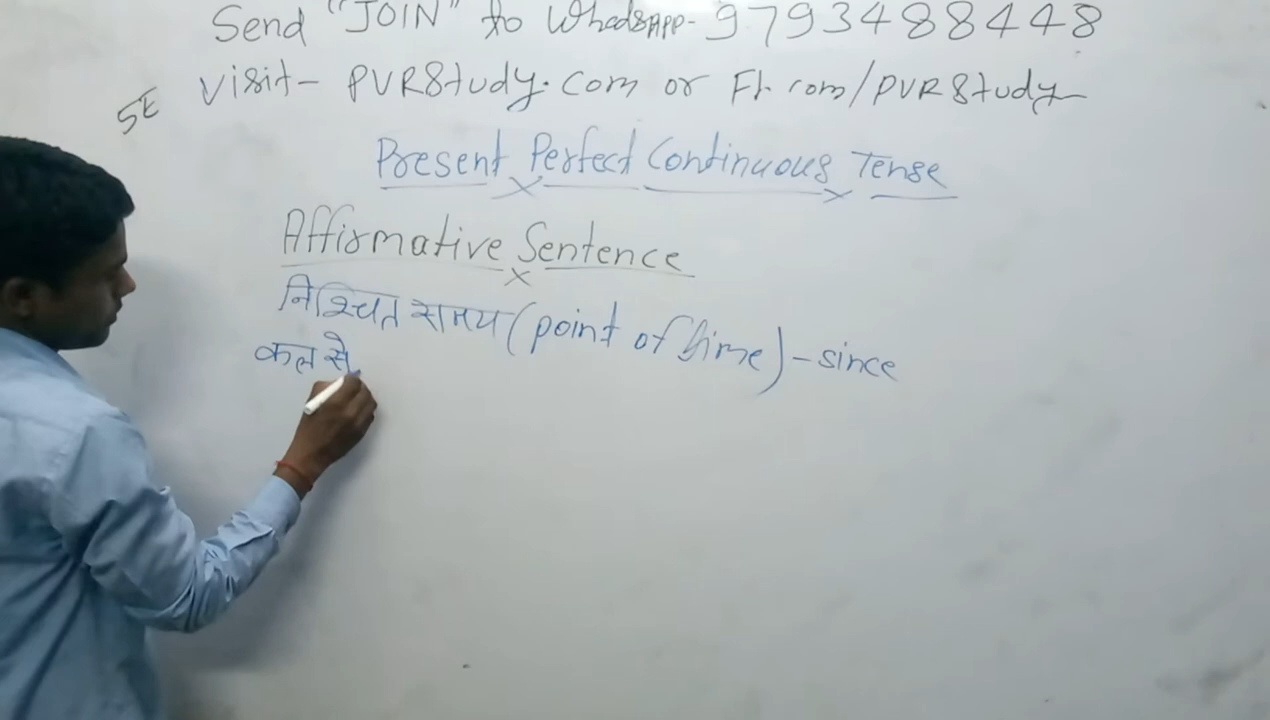 Send "JOIN" to WhatsApp- 9793488448
visit- PVRStudy.com or Fb.com/PVRStudy
5E
Present Perfect Continuous Tense
Affirmative Sentence
निश्चित समय (point of time) - since
कल से